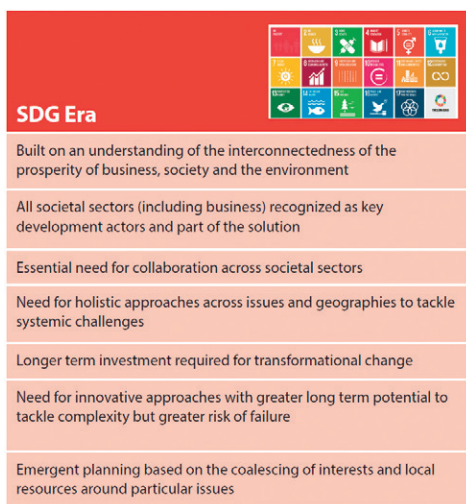 SDG Era
Built on an understanding of the interconnectedness of the
prosperity of business, society and the environment
All societal sectors (including business) recognized as key
development actors and part of the solution
Essential need for collaboration across societal sectors
Need for holistic approaches across issues and geographies to tackle
systemic challenges
Longer term investment required for transformational change
Need for innovative approaches with greater long term potential to
tackle complexity but greater risk of failure
Emergent planning based on the coalescing of interests and local
resources around particular issues